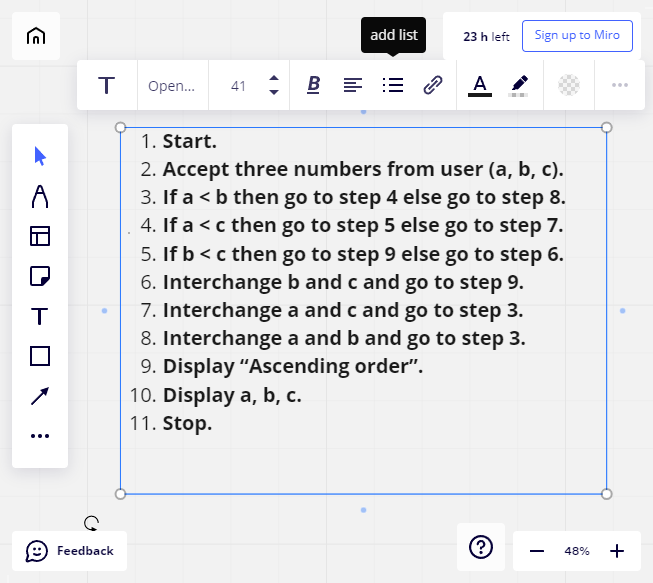 add list
23 h left
Sign up to Miro
T
Open...
41
B
A
1. Start.
2. Accept three numbers from user (a, b, c).
3. If a < b then go to step 4 else go to step 8.
4. If a < c then go to step 5 else go to step 7.
5. If b < c then go to step 9 else go to step 6.
6. Interchange b and c and go to step 9.
7. Interchange a and c and go to step 3.
8. Interchange a and b and go to step 3.
9. Display “Ascending order”.
10. Display a, b, c.
11. Stop.
T
Feedback
?
48%